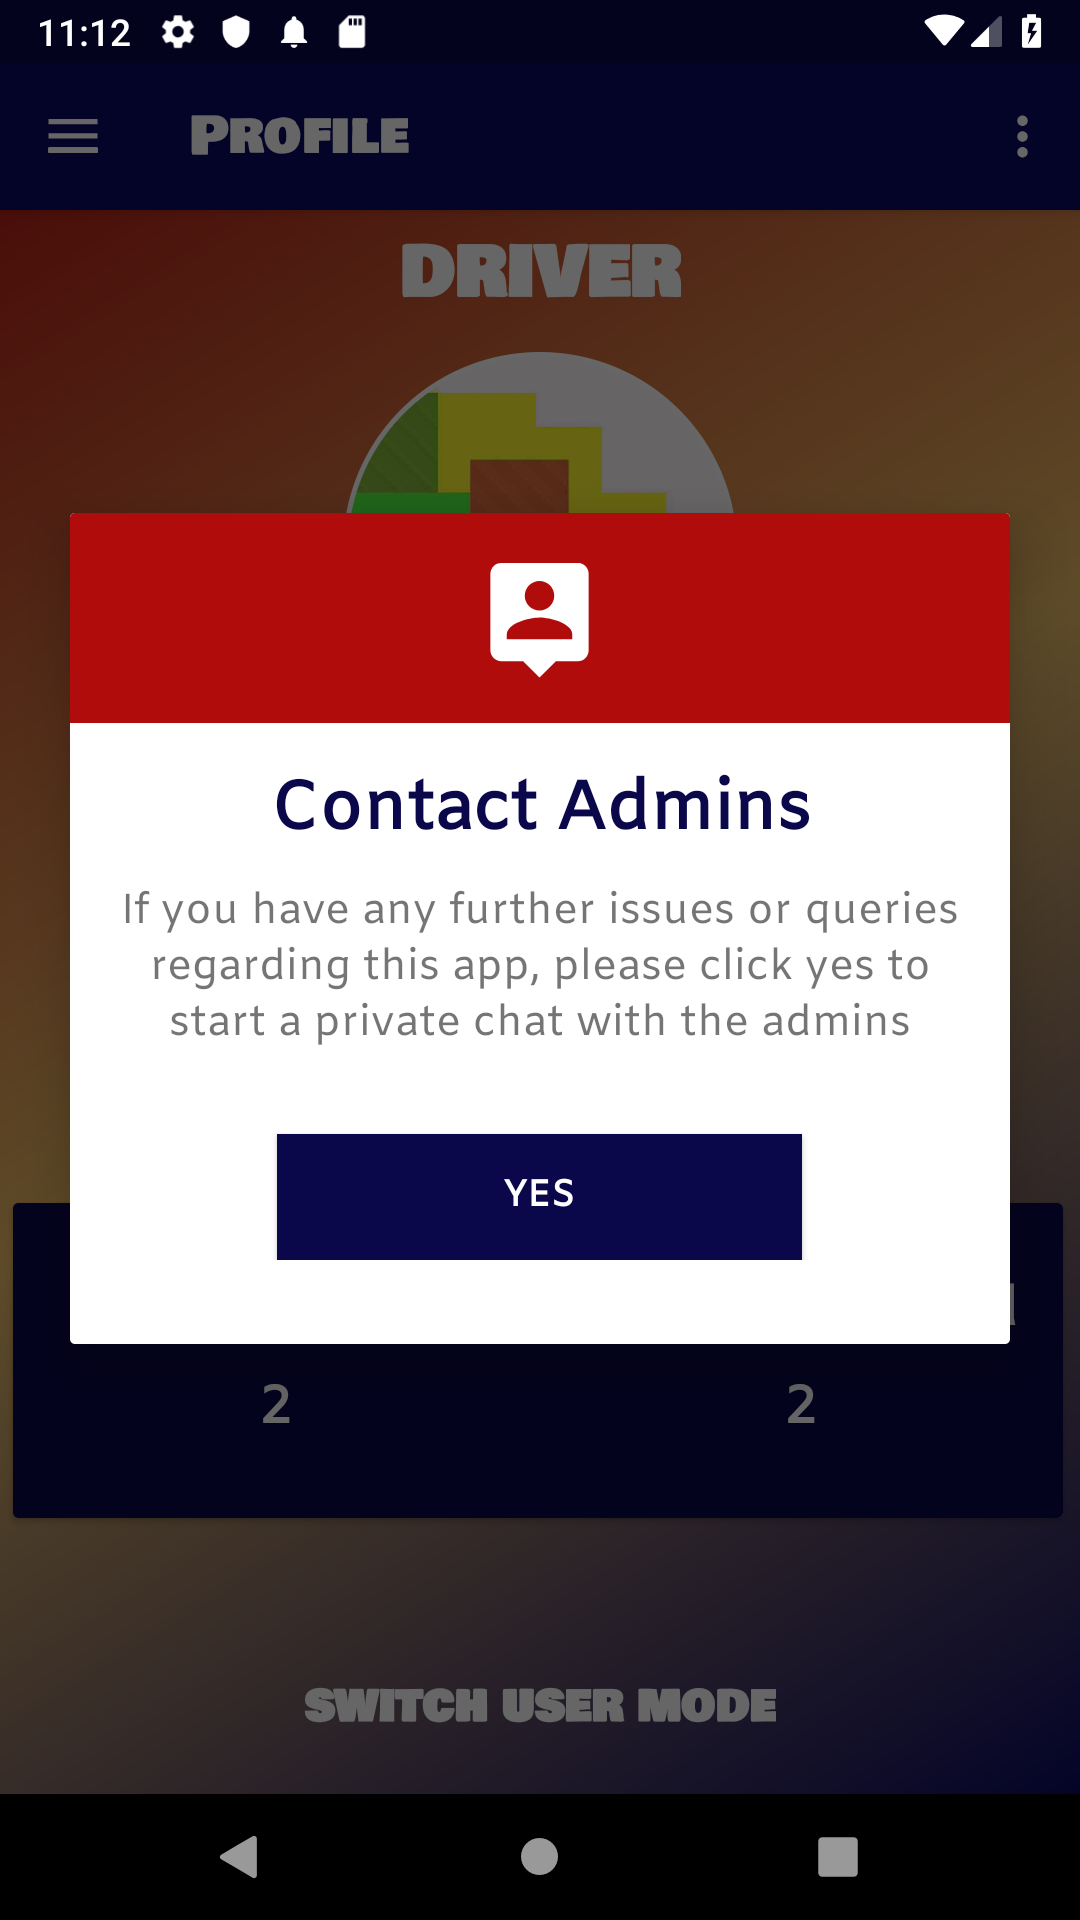 11:12
Profile
DRIVER
Contact Admins
If you have any further issues or queries
regarding this app, please click yes to
start a private chat with the admins
YES
2 2
SWITCH USER MODE